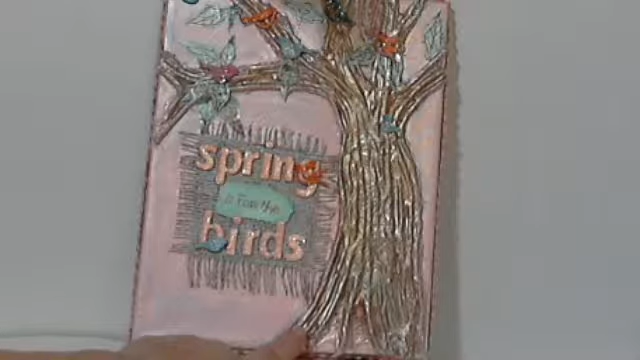 spring
is for the
birds